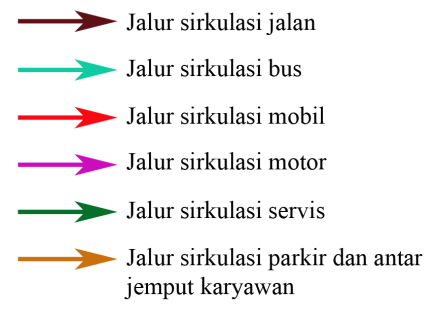 Jalur sirkulasi jalan
Jalur sirkulasi bus
Jalur sirkulasi mobil
Jalur sirkulasi motor
Jalur sirkulasi servis
Jalur sirkulasi parkir dan antar
jemput karyawan